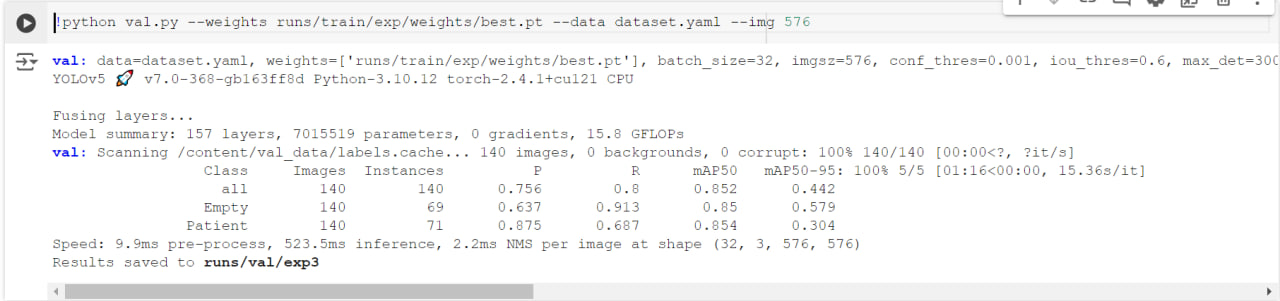 !python val.py --weights runs/train/exp/weights/best.pt --data dataset.yaml --img 576
val: data=dataset.yaml, weights=['runs/train/exp/weights/best.pt'], batch_size=32, imgsz=576, conf_thres=0.001, iou_thres=0.6, max_det=300
YOLOv5 🚀 v7.0-368-gb163ff8d Python-3.10.12 torch-2.4.1+cu121 CPU
Fusing layers...
Model summary: 157 layers, 7015519 parameters, 0 gradients, 15.8 GFLOPs
val: Scanning /content/val_data/labels.cache... 140 images, 0 backgrounds, 0 corrupt: 100% 140/140 [00:00<?, ?it/s]
Class Images Instances P R mAP50 mAP50-95: 100% 5/5 [01:16<00:00, 15.36s/it]
all 140 140 0.756 0.8 0.852 0.442
Empty 140 69 0.637 0.913 0.85 0.579
Patient 140 71 0.875 0.687 0.854 0.304
Speed: 9.9ms pre-process, 523.5ms inference, 2.2ms NMS per image at shape (32, 3, 576, 576)
Results saved to runs/val/exp3